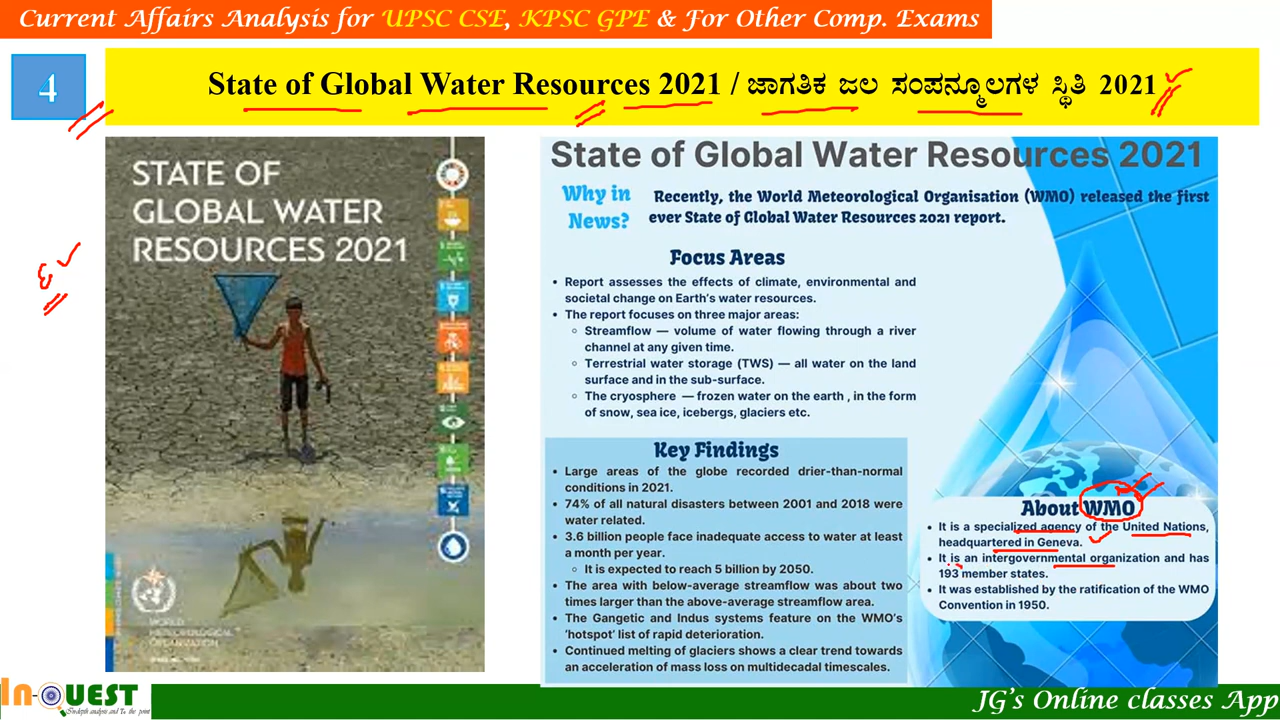 Current Affairs Analysis for UPSC CSE, KPSC GPE & For Other Comp. Exams
4
State of Global Water Resources 2021 / ಜಾಗತಿಕ ಜಲ ಸಂಪನ್ಮೂಲಗಳ ಸ್ಥಿತಿ 2021
STATE OF
GLOBAL WATER
RESOURCES 2021
WORLD
METEOROLOGICAL
ORGANIZATION
State of Global Water Resources 2021
Why in
News?
Recently, the World Meteorological Organisation (WMO) released the first
ever State of Global Water Resources 2021 report.
Focus Areas
• Report assesses the effects of climate, environmental and
societal change on Earth's water resources.
• The report focuses on three major areas:
◦ Streamflow — volume of water flowing through a river
channel at any given time.
◦ Terrestrial water storage (TWS) — all water on the land
surface and in the sub-surface.
◦ The cryosphere — frozen water on the earth , in the form
of snow, sea ice, icebergs, glaciers etc.
Key Findings
• Large areas of the globe recorded drier-than-normal
conditions in 2021.
• 74% of all natural disasters between 2001 and 2018 were
water related.
• 3.6 billion people face inadequate access to water at least
a month per year.
◦ It is expected to reach 5 billion by 2050.
• The area with below-average streamflow was about two
times larger than the above-average streamflow area.
• The Gangetic and Indus systems feature on the WMO's
'hotspot' list of rapid deterioration.
• Continued melting of glaciers shows a clear trend towards
an acceleration of mass loss on multidecadal timescales.
About WMO
• It is a specialized agency of the United Nations,
headquartered in Geneva.
• It is an intergovernmental organization and has
193 member states.
• It was established by the ratification of the WMO
Convention in 1950.
In-QUEST
JG's Online classes App